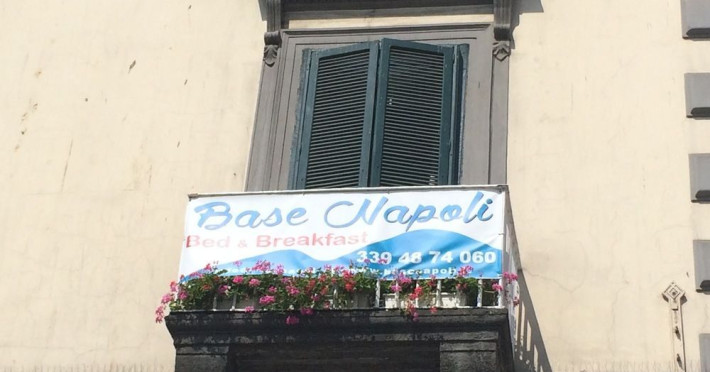 Base Napoli
Bed & Breakfast
339 46 74 060